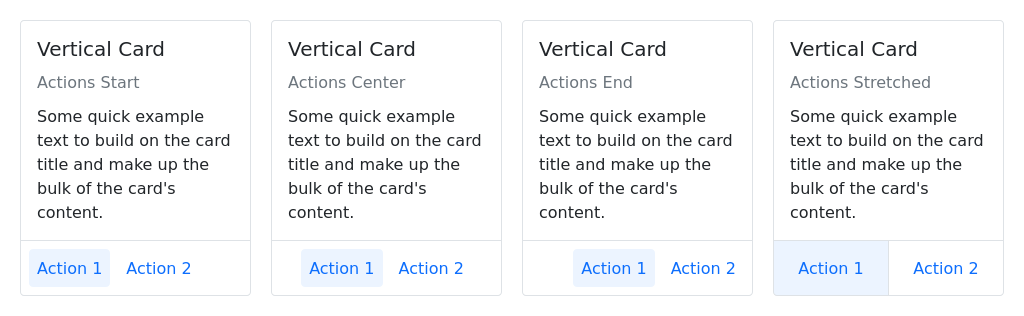 Vertical Card
Actions Start
Some quick example
text to build on the card
title and make up the
bulk of the card's
content.
Action 1
Action 2
Vertical Card
Actions Center
Some quick example
text to build on the card
title and make up the
bulk of the card's
content.
Action 1
Action 2
Vertical Card
Actions End
Some quick example
text to build on the card
title and make up the
bulk of the card's
content.
Action 1
Action 2
Vertical Card
Actions Stretched
Some quick example
text to build on the card
title and make up the
bulk of the card's
content.
Action 1
Action 2